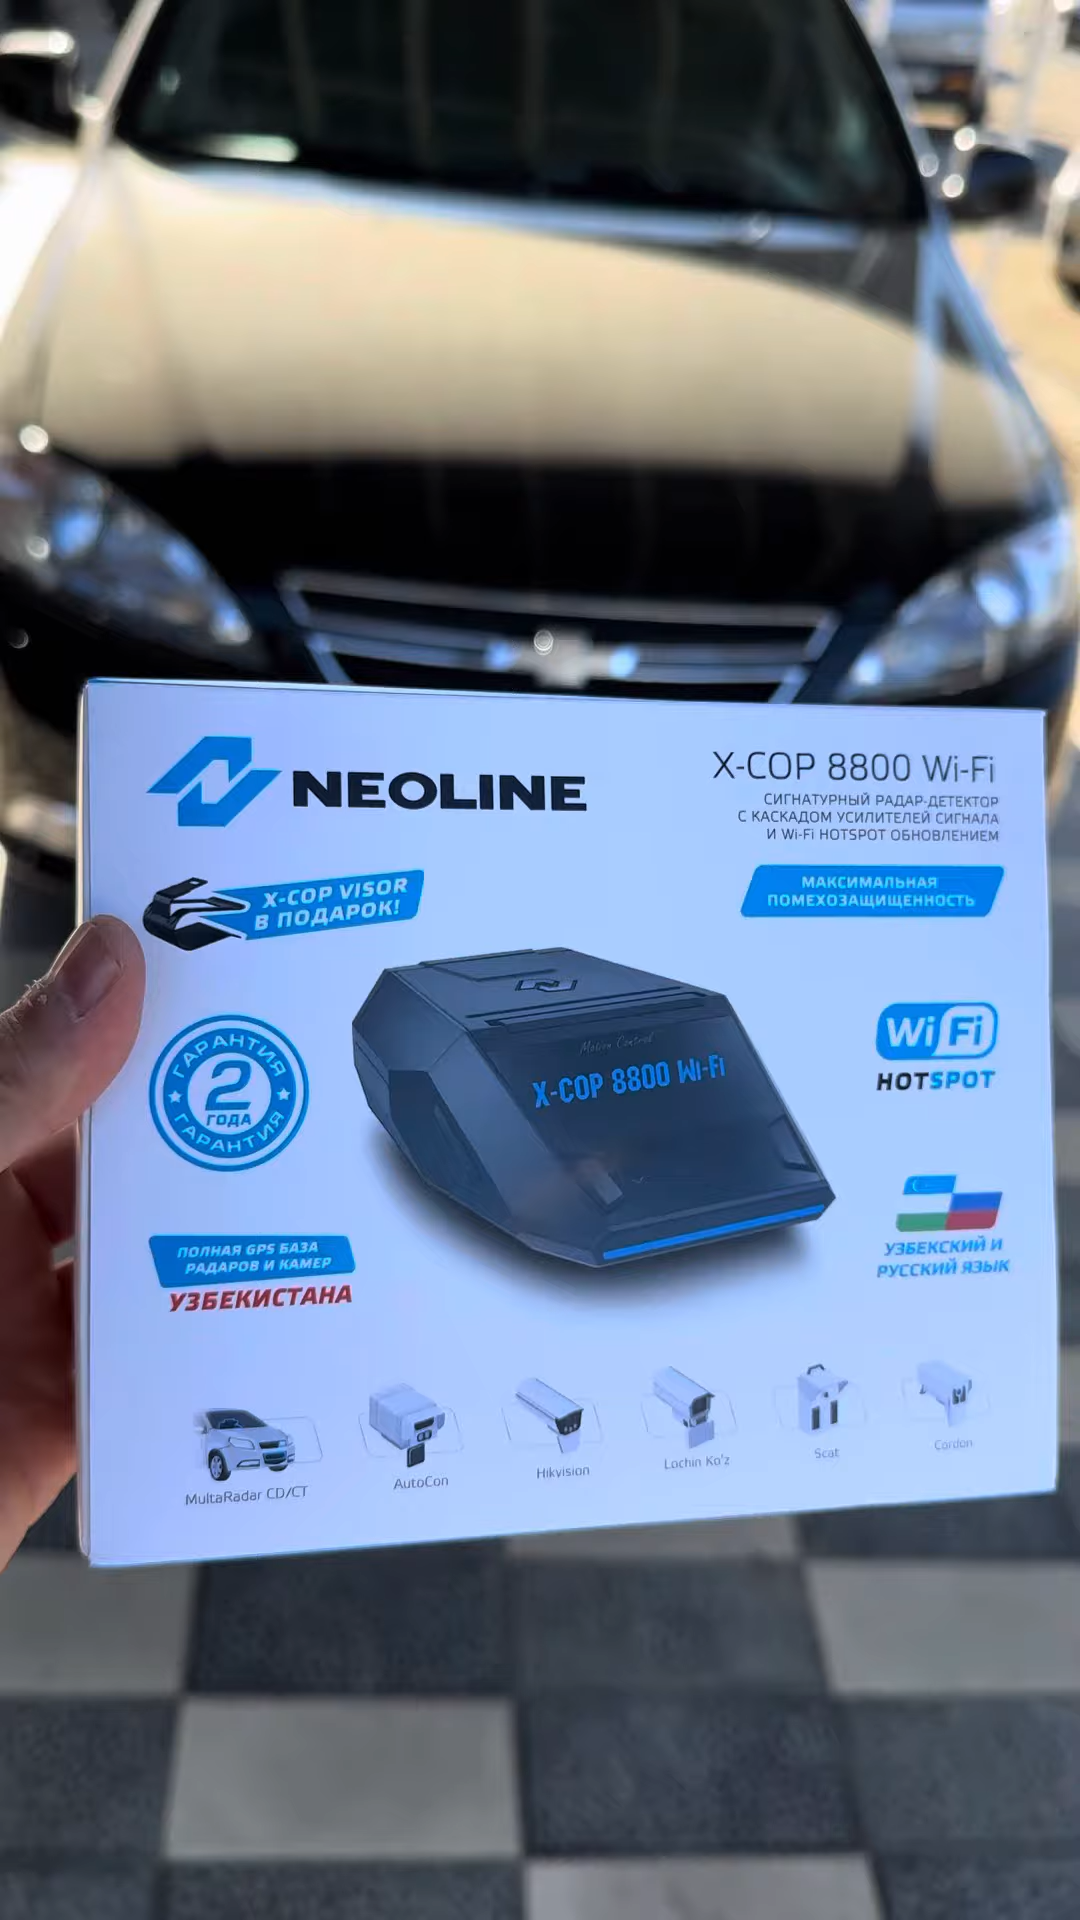 NEOLINE
X-COP 8800 Wi-Fi
СИГНАТУРНЫЙ РАДАР-ДЕТЕКТОР
С КАСКАДОМ УСИЛИТЕЛЕЙ СИГНАЛА
И Wi-Fi HOTSPOT ОБНОВЛЕНИЕМ
X-COP VISOR
В ПОДАРОК!
МАКСИМАЛЬНАЯ
ПОМЕХОЗАЩИЩЕННОСТЬ
Motion Control
X-COP 8800 Wi-Fi
ГАРАНТИЯ
2
ГОДА
ГАРАНТИЯ
Wi Fi
HOTSPOT
ПОЛНАЯ GPS БАЗА
РАДАРОВ И КАМЕР
УЗБЕКИСТАНА
УЗБЕКСКИЙ И
РУССКИЙ ЯЗЫК
MultaRadar CD/CT
AutoCon
Hikvision
Lochin Ko'z
Scat
Cordon